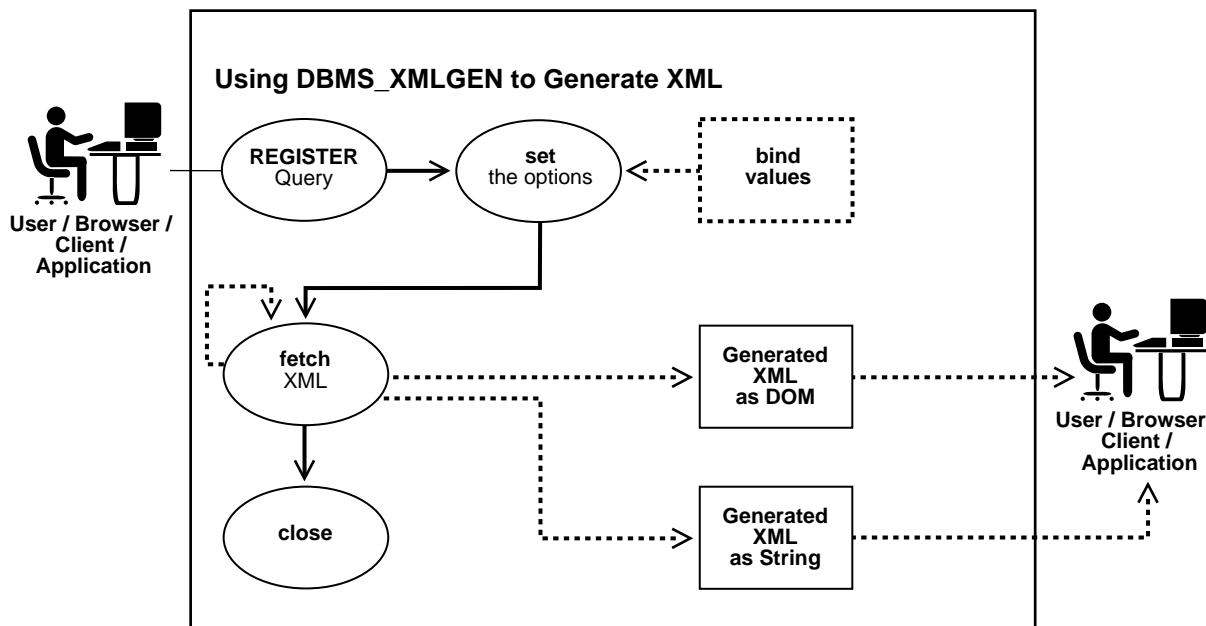 Using DBMS_XMLGEN to Generate XML
REGISTER
Query
set
the options
bind
values
User / Browser /
Client /
Application
fetch
XML
Generated
XML
as DOM
User / Browser
Client /
Application
close
Generated
XML
as String